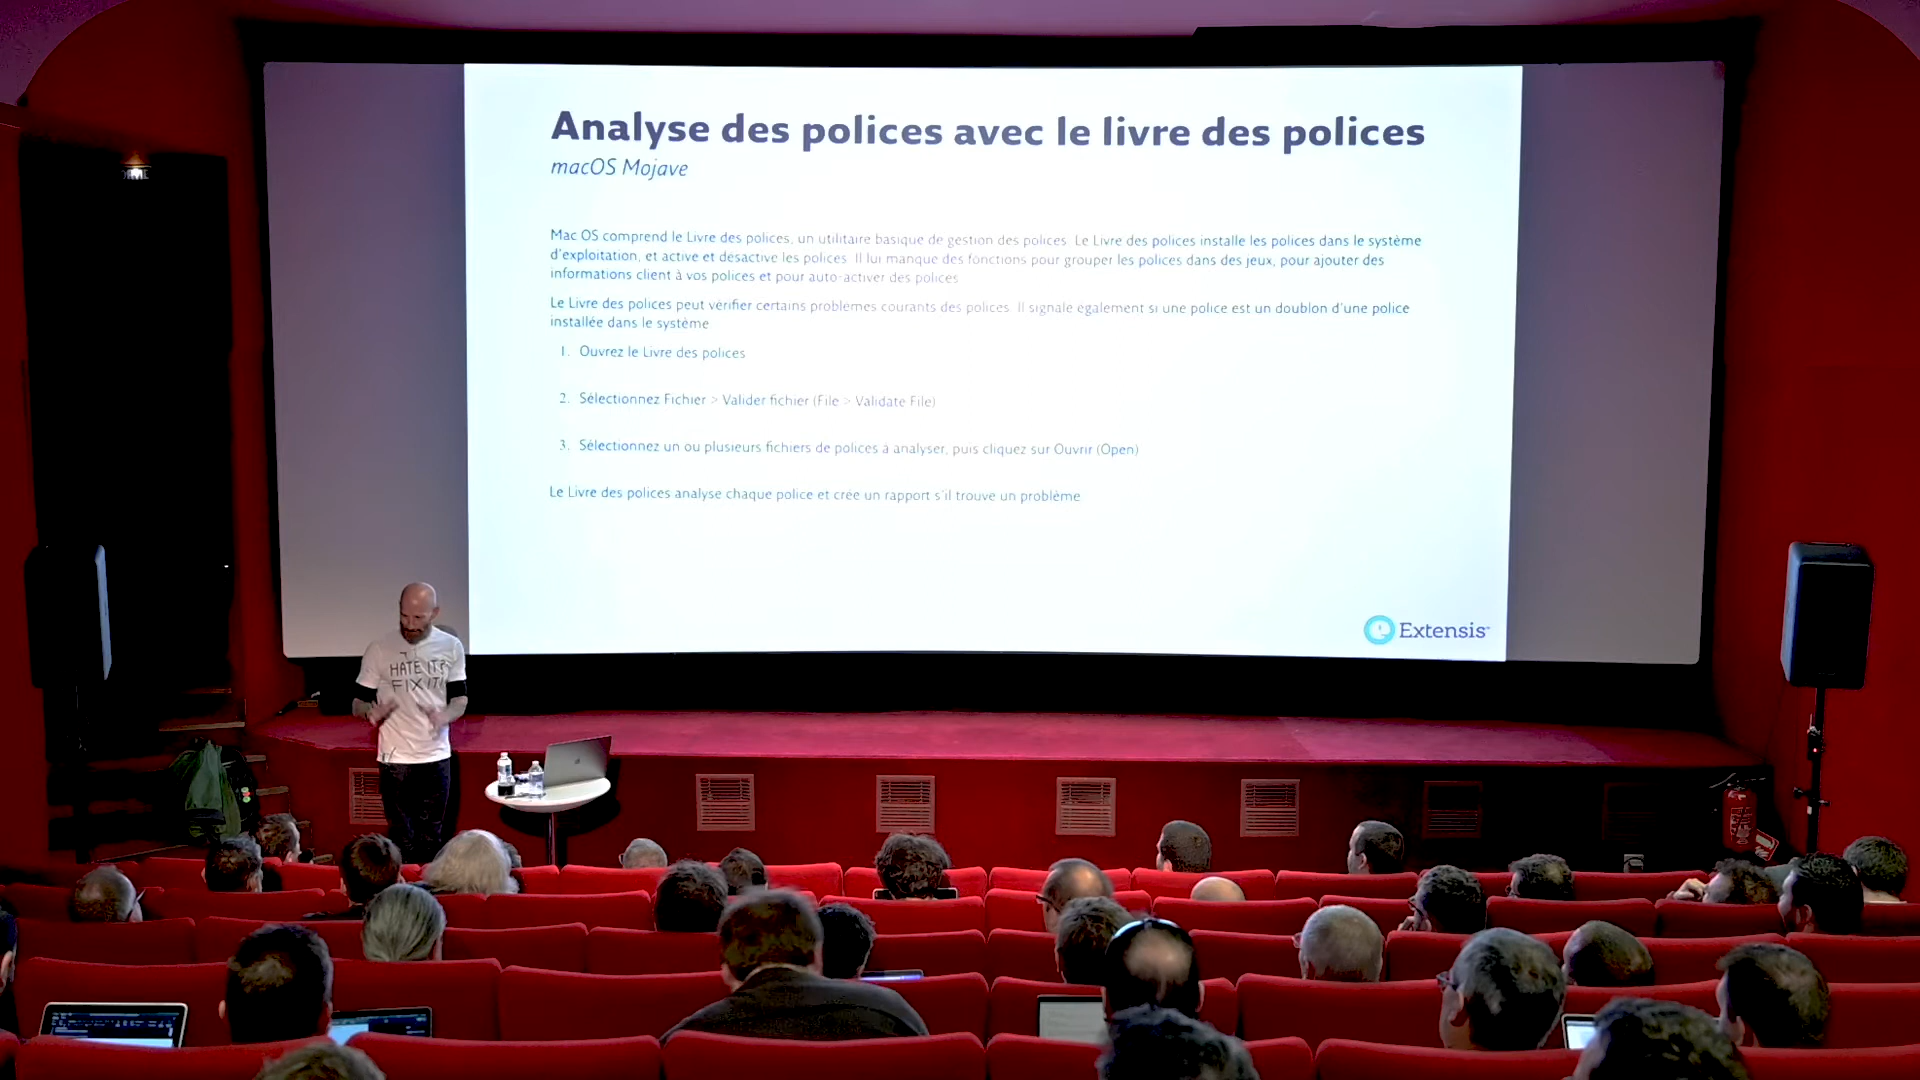 Analyse des polices avec le livre des polices
macOS Mojave
Mac OS comprend le Livre des polices, un utilitaire basique de gestion des polices. Le Livre des polices installe les polices dans le système
d'exploitation, et active et désactive les polices. Il lui manque des fonctions pour grouper les polices dans des jeux, pour ajouter des
informations client à vos polices et pour auto-activer des polices
Le Livre des polices peut vérifier certains problèmes courants des polices. Il signale également si une police est un doublon d'une police
installée dans le système
1. Ouvrez le Livre des polices
2. Sélectionnez Fichier > Valider fichier (File > Validate File)
3. Sélectionnez un ou plusieurs fichiers de polices à analyser, puis cliquez sur Ouvrir (Open)
Le Livre des polices analyse chaque police et crée un rapport s'il trouve un problème
Extensis
HATE IT?
FIX IT!